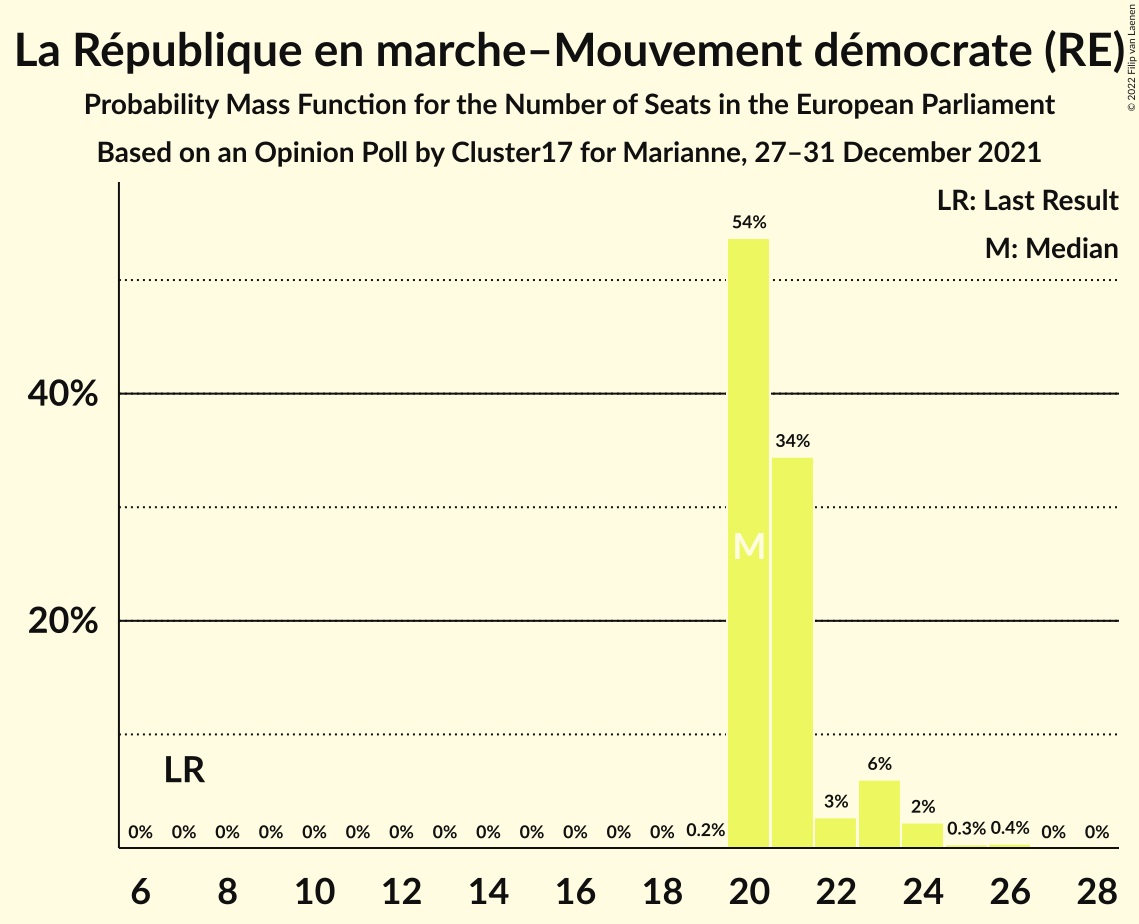 La République en marche–Mouvement démocrate (RE)
© 2022 Filip van Laenen
Probability Mass Function for the Number of Seats in the European Parliament
Based on an Opinion Poll by Cluster17 for Marianne, 27–31 December 2021
LR: Last Result
M: Median
54%
40%
34%
M
20%
LR
6%
3%
2%
0% 0% 0% 0% 0% 0% 0% 0% 0% 0% 0% 0% 0% 0.2% 0.3% 0.4% 0% 0%
6 8 10 12 14 16 18 20 22 24 26 28